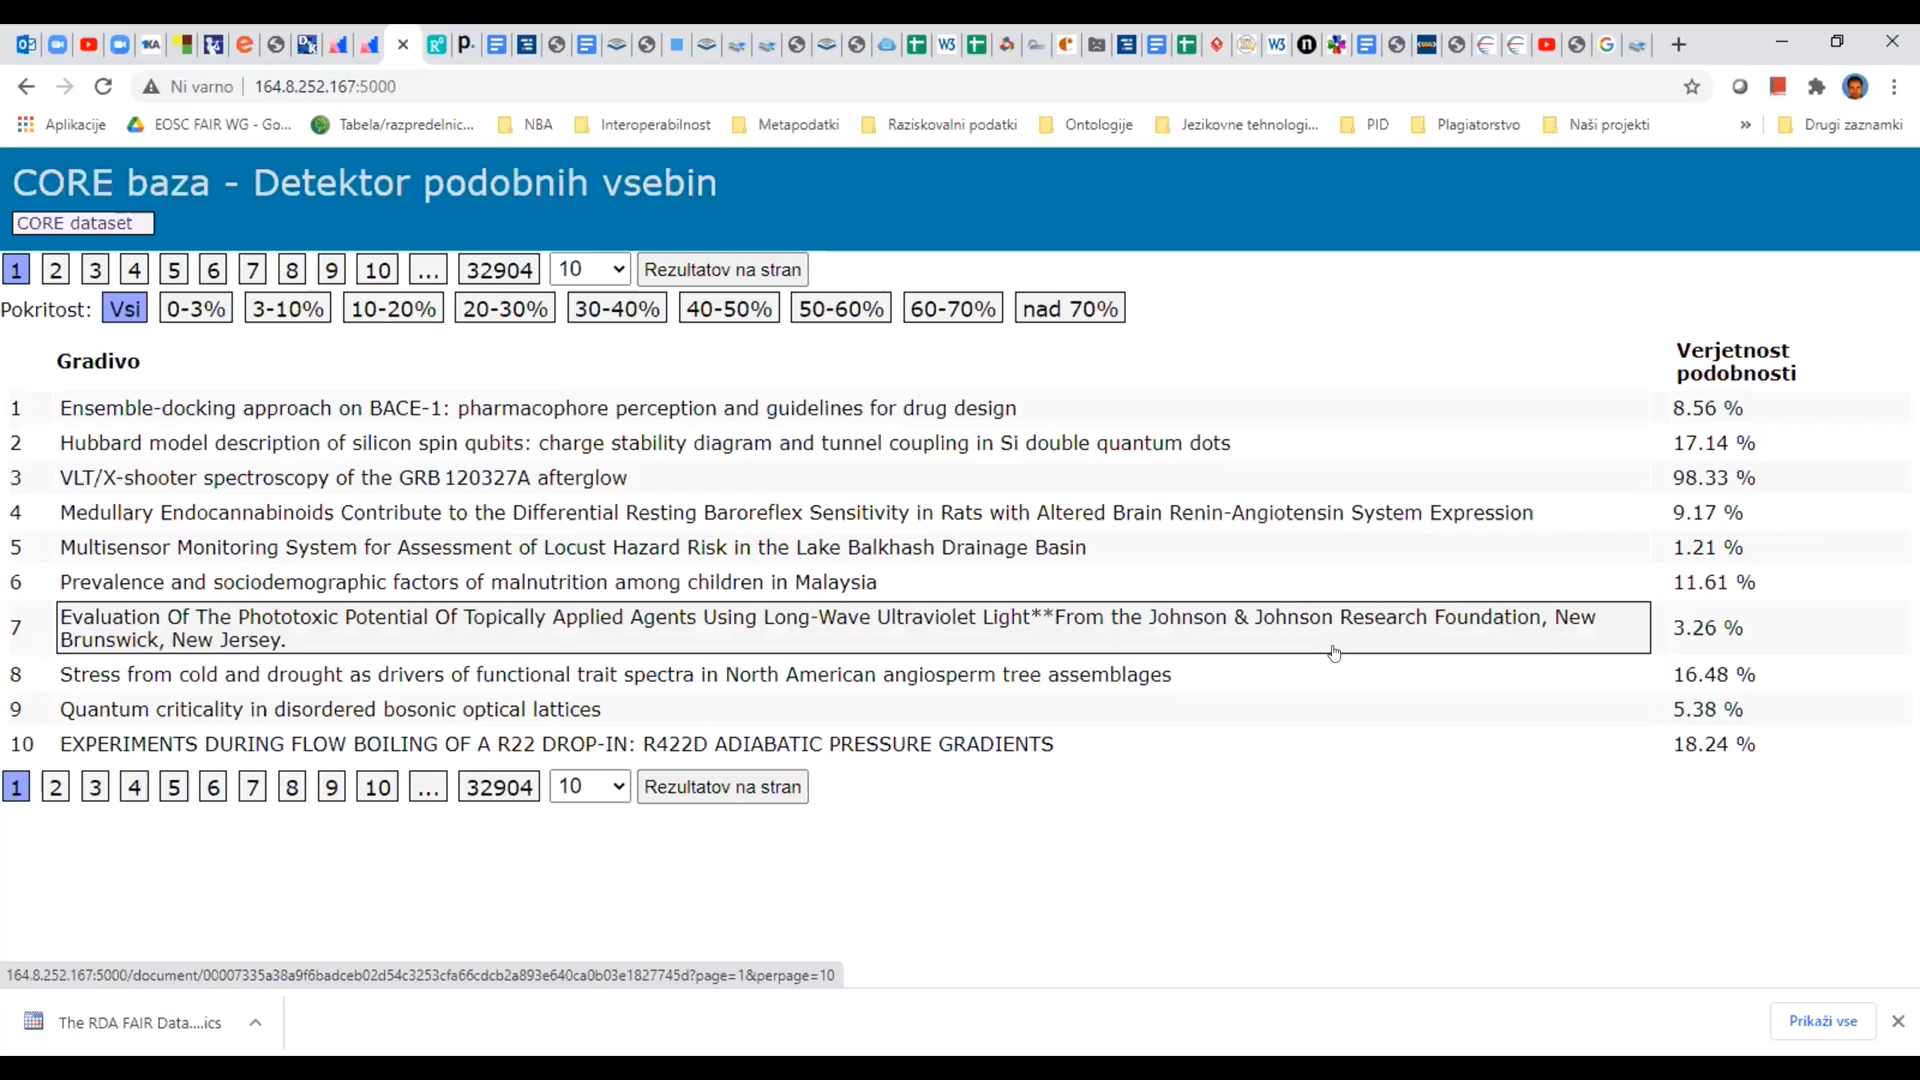 Ni varno 164.8.252.167:5000
Aplikacije EOSC FAIR WG - Go... Tabela/razpredelnic... NBA Interoperabilnost Metapodatki Raziskovalni podatki Ontologije Jezikovne tehnologi... PID Plagiatorstvo Naši projekti » Drugi zaznamki
CORE baza - Detektor podobnih vsebin
CORE dataset
1 2 3 4 5 6 7 8 9 10 ... 32904 10 Rezultatov na stran
Pokritost: Vsi 0-3% 3-10% 10-20% 20-30% 30-40% 40-50% 50-60% 60-70% nad 70%
Gradivo Verjetnost podobnosti
1 Ensemble-docking approach on BACE-1: pharmacophore perception and guidelines for drug design 8.56 %
2 Hubbard model description of silicon spin qubits: charge stability diagram and tunnel coupling in Si double quantum dots 17.14 %
3 VLT/X-shooter spectroscopy of the GRB 120327A afterglow 98.33 %
4 Medullary Endocannabinoids Contribute to the Differential Resting Baroreflex Sensitivity in Rats with Altered Brain Renin-Angiotensin System Expression 9.17 %
5 Multisensor Monitoring System for Assessment of Locust Hazard Risk in the Lake Balkhash Drainage Basin 1.21 %
6 Prevalence and sociodemographic factors of malnutrition among children in Malaysia 11.61 %
7 Evaluation Of The Phototoxic Potential Of Topically Applied Agents Using Long-Wave Ultraviolet Light**From the Johnson & Johnson Research Foundation, New
Brunswick, New Jersey. 3.26 %
8 Stress from cold and drought as drivers of functional trait spectra in North American angiosperm tree assemblages 16.48 %
9 Quantum criticality in disordered bosonic optical lattices 5.38 %
10 EXPERIMENTS DURING FLOW BOILING OF A R22 DROP-IN: R422D ADIABATIC PRESSURE GRADIENTS 18.24 %
1 2 3 4 5 6 7 8 9 10 ... 32904 10 Rezultatov na stran
164.8.252.167:5000/document/00007335a38a9f6badceb02d54c3253cfa66cdcb2a893e640ca0b03e1827745d?page=1&perpage=10
The RDA FAIR Data....ics Prikaži vse